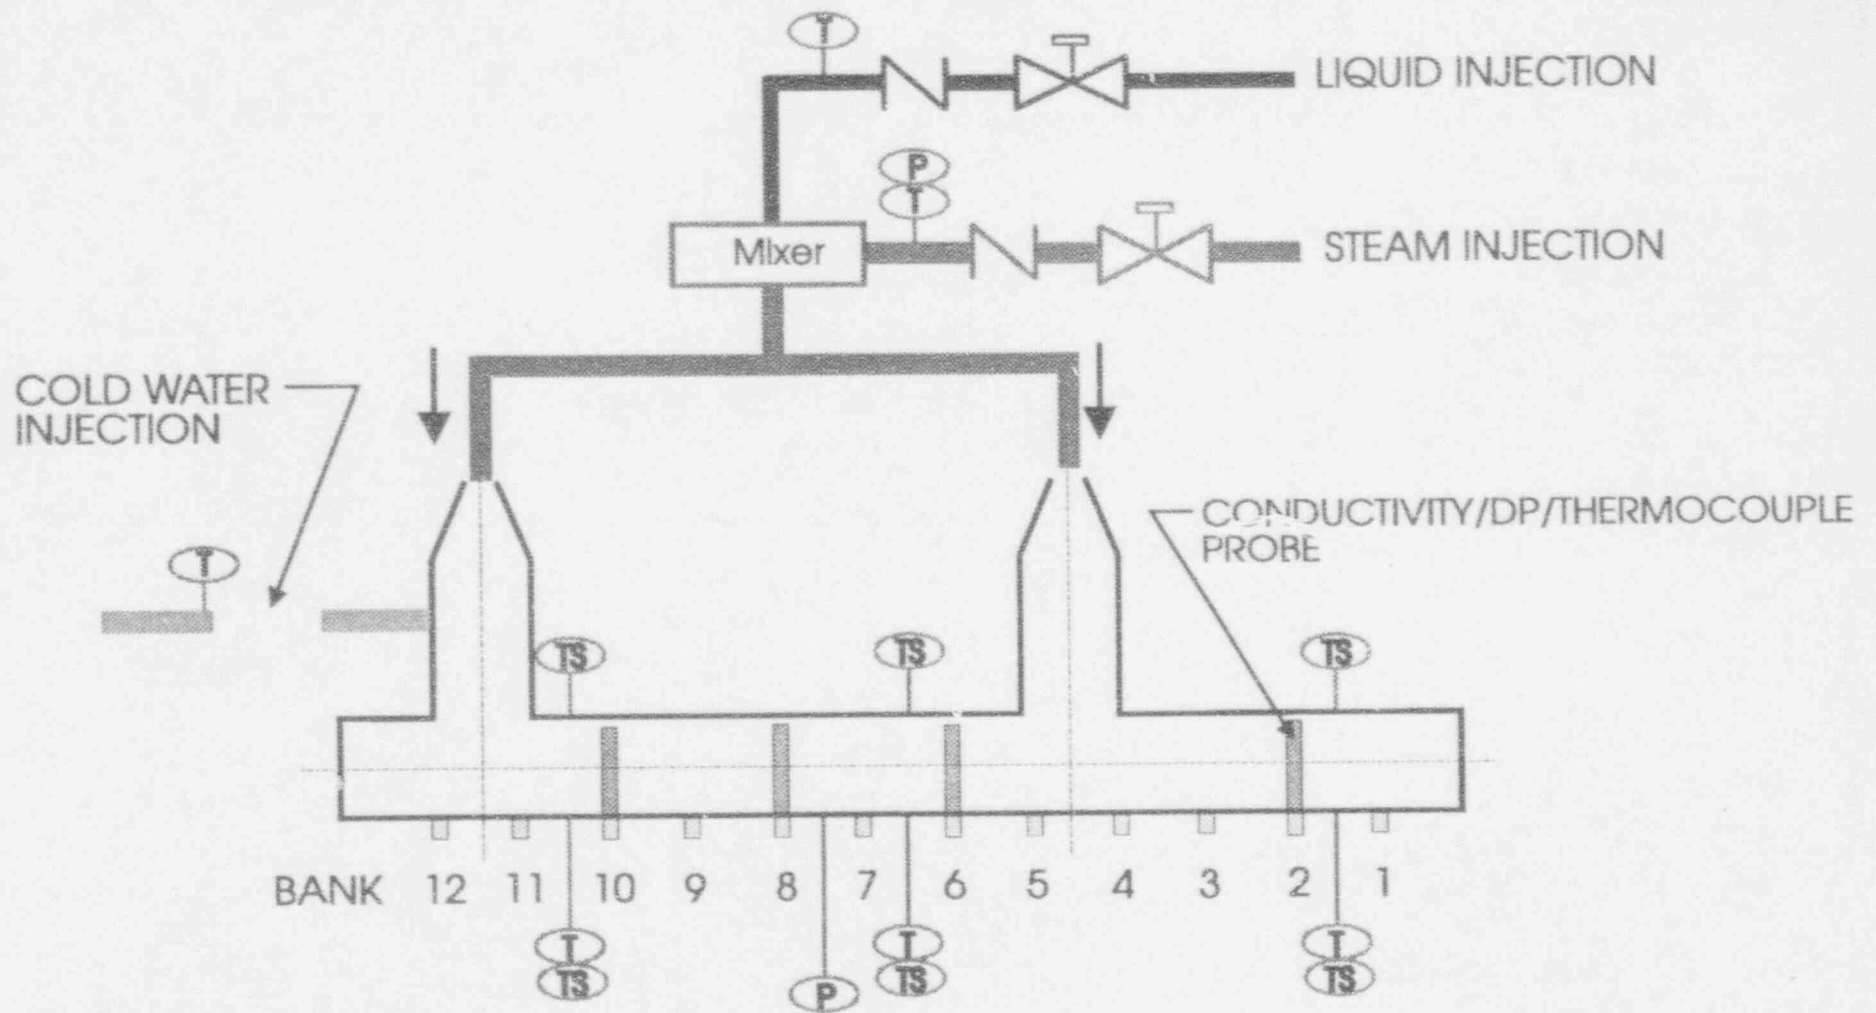 T
LIQUID INJECTION
P
T
Mixer
STEAM INJECTION
COLD WATER
INJECTION
CONDUCTIVITY/DP/THERMOCOUPLE
PROBE
T
TS
TS
TS
BANK 12 11 10 9 8 7 6 5 4 3 2 1
T
TS
P
T
TS
T
TS